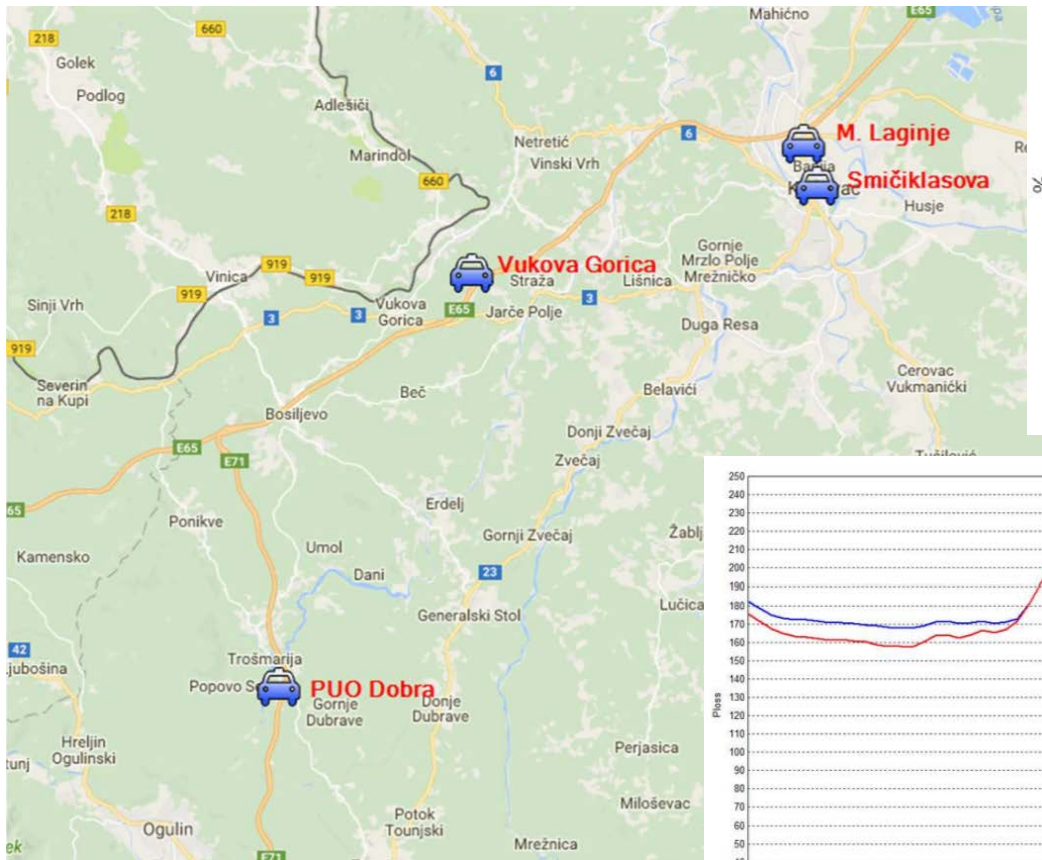 Mahično
E65
218
660
Golek
Podlog
6
Adlešiči
Netretić
6
M. Laginje
Marindol
Vinski Vrh
660
Smičiklasova
%
218
Husje
Gornje
Mrzlo Polje
Mrežničko
919
Vukova Gorica
Vinica
919
Straža
Lišnica
919
3
Sinji Vrh
Vukova
Gorica
E65
Jarče Polje
3
3
Duga Resa
919
Severin
na Kupi
Beč
Belavići
Cerovac
Vukmanićki
Bosiljevo
E65
Donji Zvečaj
E71
Zvečaj
Tušilović
65
Erdelj
Ponikve
Gornji Zvečaj
Kamensko
Umol
Dani
23
Generalski Stol
Lučica
42
Trošmarija
PUO Dobra
Gornje
Dubrave
Donje
Dubrave
Hreljin
Ogulinski
Perjasica
Miloševac
Potok
Tounjski
Ogulin
Mrežnica
E71
250
240
230
220
210
200
190
180
170
160
150
140
130
120
110
100
90
80
70
60
50
Ploss